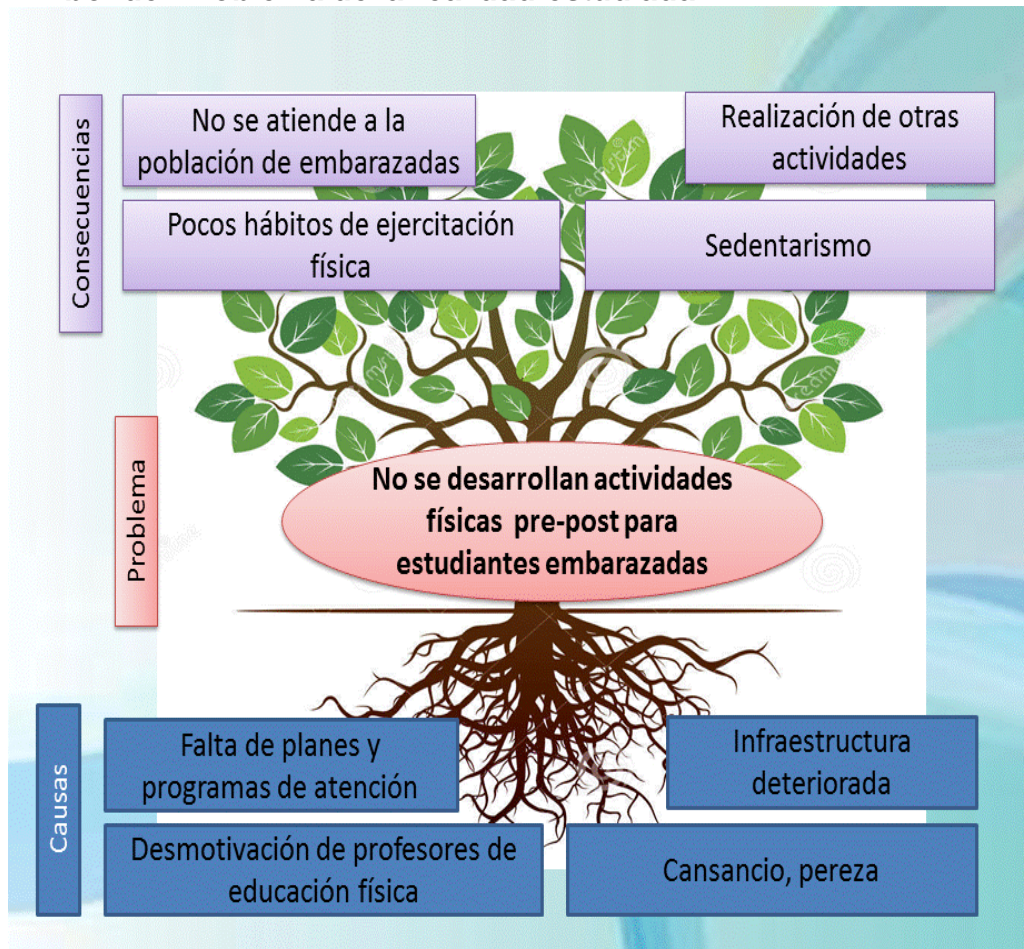 Consecuencias
No se atiende a la
población de embarazadas
Realización de otras
actividades
Pocos hábitos de ejercitación
física
Sedentarismo
Problema
No se desarrollan actividades
físicas pre-post para
estudiantes embarazadas
Causas
Falta de planes y
programas de atención
Infraestructura
deteriorada
Desmotivación de profesores de
educación física
Cansancio, pereza